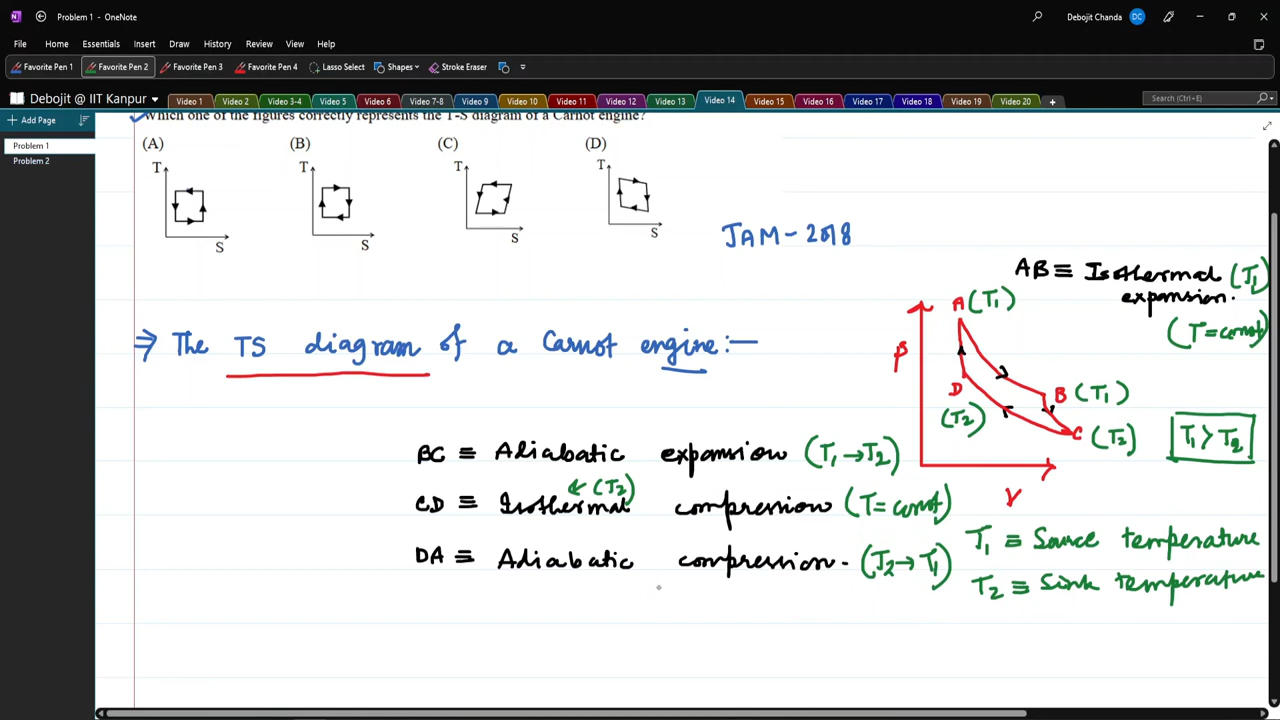 Problem 1 - OneNote
Debojit Chanda DC
File Home Essentials Insert Draw History Review View Help
Favorite Pen 1 Favorite Pen 2 Favorite Pen 3 Favorite Pen 4 Lasso Select Shapes Stroke Eraser
Debojit @ IIT Kanpur
Video 1 Video 2 Video 3-4 Video 5 Video 6 Video 7-8 Video 9 Video 10 Video 11 Video 12 Video 13 Video 14 Video 15 Video 16 Video 17 Video 18 Video 19 Video 20 +
Search (Ctrl+E)
Add Page
Problem 1
Problem 2
Which one of the figures correctly represents the T-S diagram of a Carnot engine?
(A) (B) (C) (D)
T T T T
S S S S
JAM - 2018
AB ≡ Isothermal (T1)
expansion.
(T = const)
A (T1)
⇒ The TS diagram of a Carnot engine :—
P
D
B (T1)
(T2)
C (T2)
T1 > T2
V
BC ≡ Adiabatic expansion (T1 → T2)
← (T2)
CD ≡ Isothermal compression (T = const)
DA ≡ Adiabatic compression. (T2 → T1)
T1 ≡ Source temperature
T2 ≡ Sink temperature